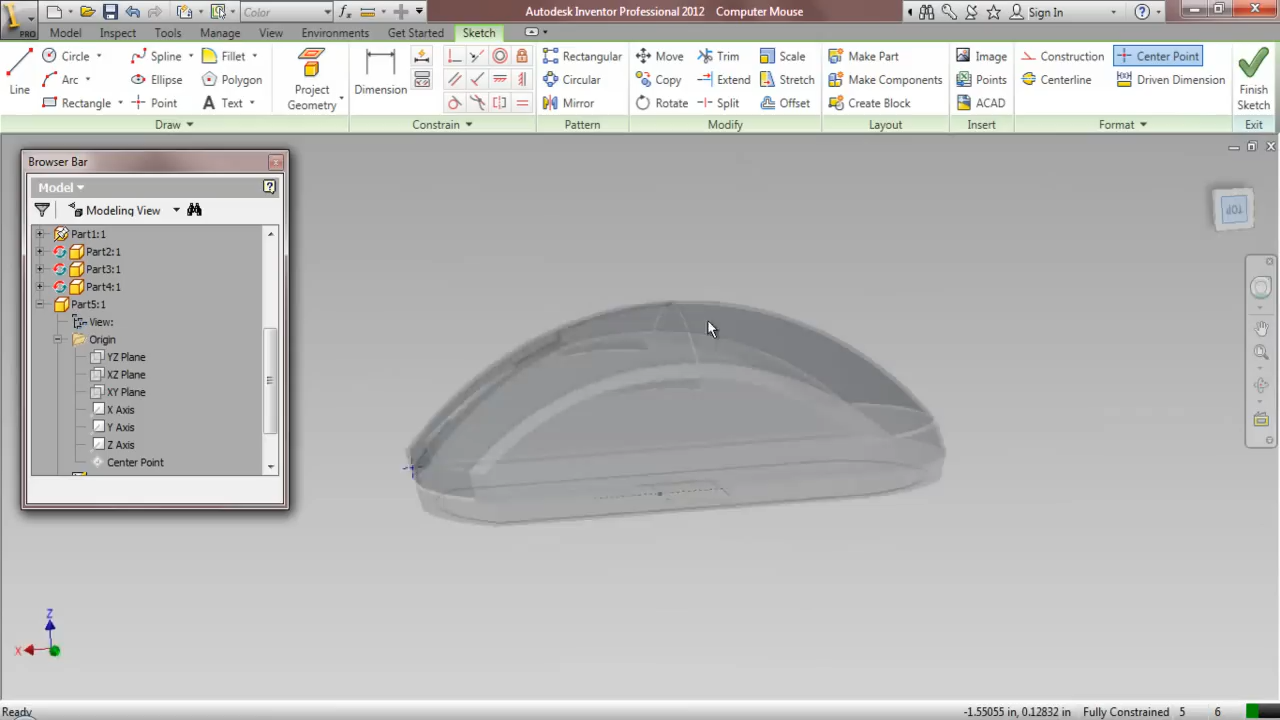 Color
Autodesk Inventor Professional 2012 Computer Mouse
Sign In
PRO
Model Inspect Tools Manage View Environments Get Started Sketch
Line
Circle
Arc
Rectangle
Spline
Ellipse
Point
Fillet
Polygon
Text
Draw
Project
Geometry
Dimension
Constrain
Rectangular
Circular
Mirror
Pattern
Move
Copy
Rotate
Trim
Extend
Split
Scale
Stretch
Offset
Modify
Make Part
Make Components
Create Block
Layout
Image
Points
ACAD
Insert
Construction
Centerline
Center Point
Driven Dimension
Format
Finish
Sketch
Exit
Browser Bar
Model
Modeling View
Part1:1
Part2:1
Part3:1
Part4:1
Part5:1
View:
Origin
YZ Plane
XZ Plane
XY Plane
X Axis
Y Axis
Z Axis
Center Point
TOP
Z
X
Ready
-1.55055 in, 0.12832 in Fully Constrained 5 6